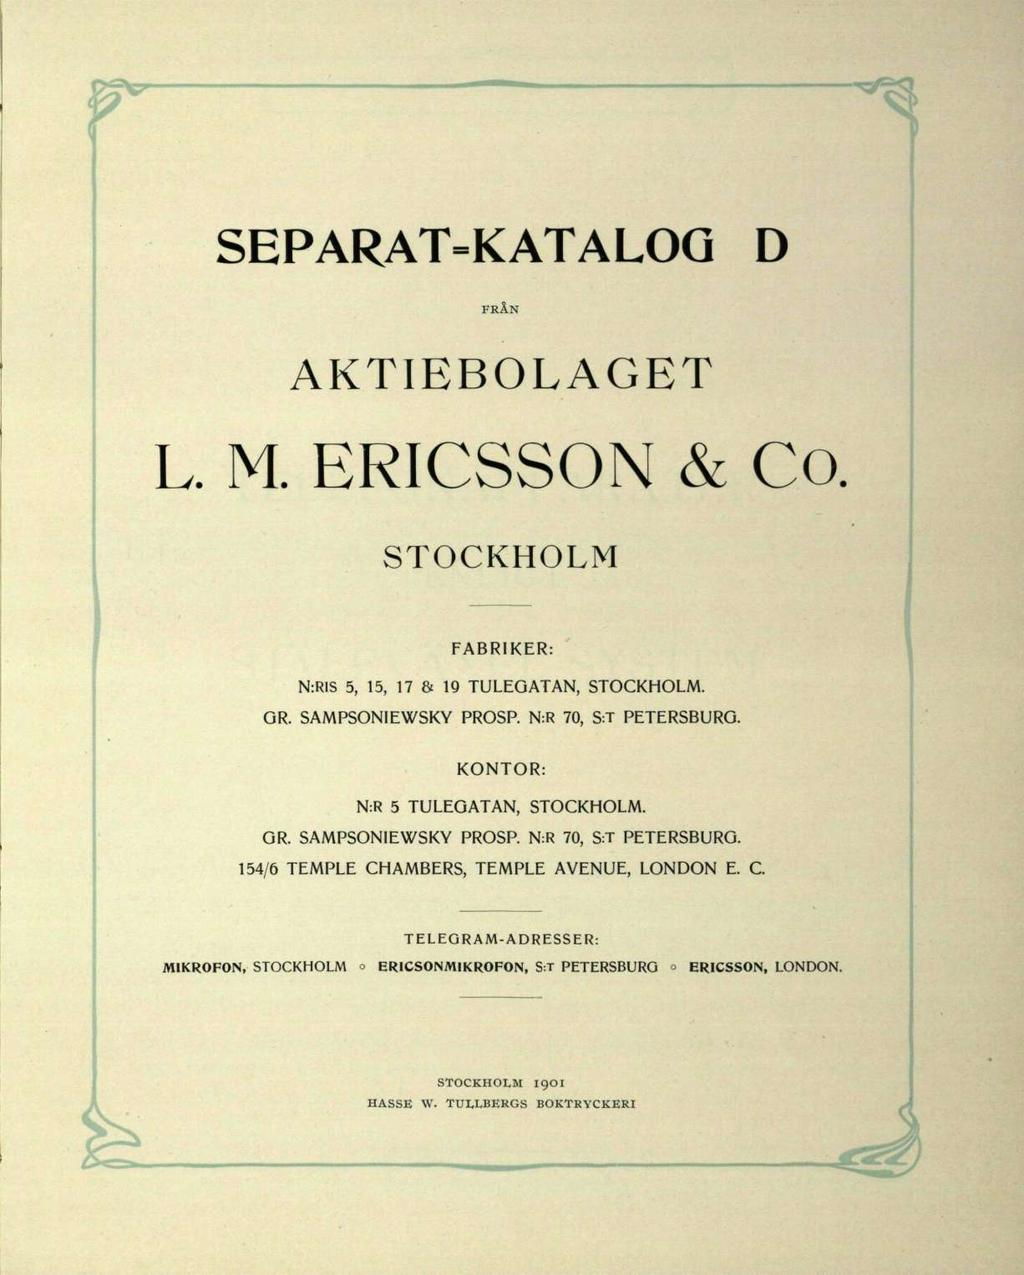 SEPARAT=KATALOG D
FRÅN
AKTIEBOLAGET
L. M. ERICSSON & Co.
STOCKHOLM
FABRIKER:
N:RIS 5, 15, 17 & 19 TULEGATAN, STOCKHOLM.
GR. SAMPSONIEWSKY PROSP. N:R 70, S:T PETERSBURG.
KONTOR:
N:R 5 TULEGATAN, STOCKHOLM.
GR. SAMPSONIEWSKY PROSP. N:R 70, S:T PETERSBURG.
154/6 TEMPLE CHAMBERS, TEMPLE AVENUE, LONDON E. C.
TELEGRAM-ADRESSER:
MIKROFON, STOCKHOLM o ERICSONMIKROFON, S:T PETERSBURG o ERICSSON, LONDON.
STOCKHOLM 1901
HASSE W. TULLBERGS BOKTRYCKERI